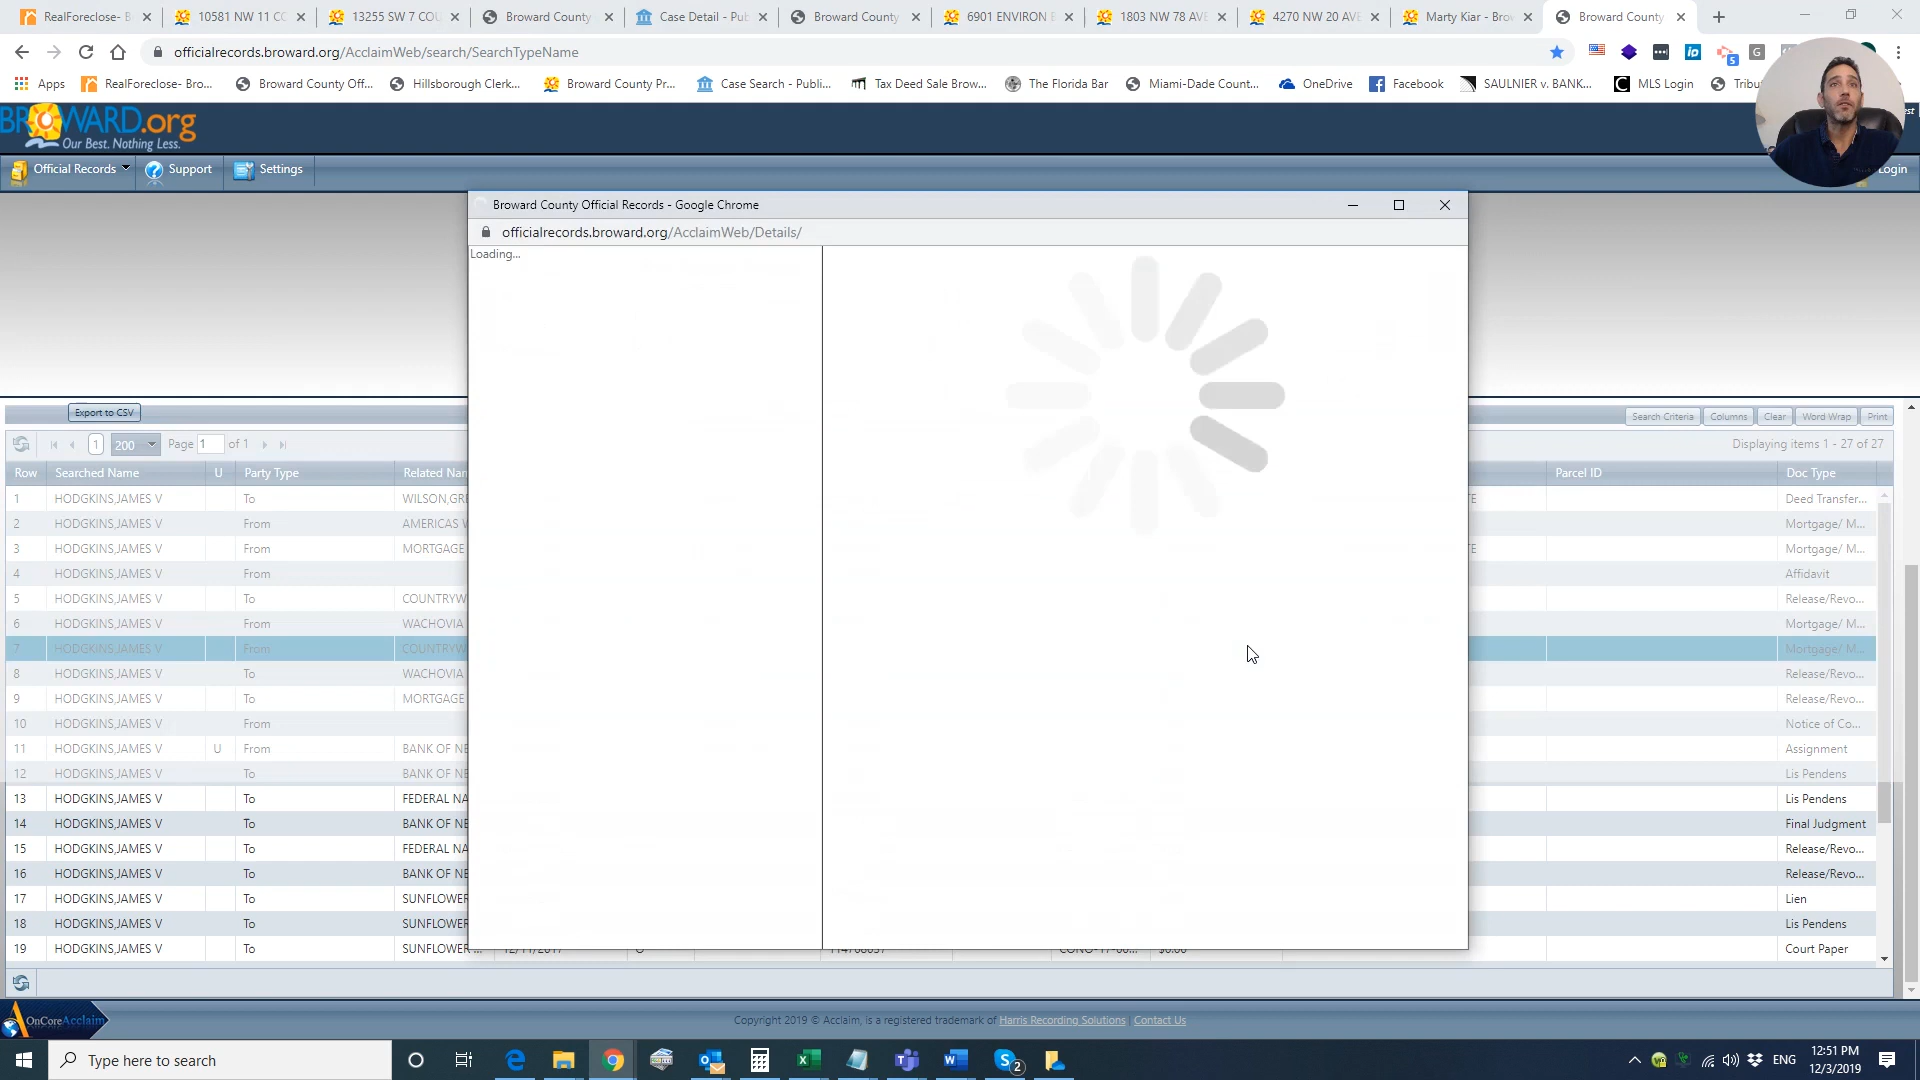 RealForeclose- B
10581 NW 11 CO
13255 SW 7 COU
Broward County
Case Detail - Pub
Broward County
6901 ENVIRON B
1803 NW 78 AVE
4270 NW 20 AVE
Marty Kiar - Brow
Broward County
officialrecords.broward.org/AcclaimWeb/search/SearchTypeName
Apps
RealForeclose- Bro...
Broward County Off...
Hillsborough Clerk...
Broward County Pr...
Case Search - Publi...
Tax Deed Sale Brow...
The Florida Bar
Miami-Dade Count...
OneDrive
Facebook
SAULNIER v. BANK...
MLS Login
Tribu
BROWARD.org
Our Best. Nothing Less.
Official Records
Support
Settings
Login
Broward County Official Records - Google Chrome
officialrecords.broward.org/AcclaimWeb/Details/
Loading...
Export to CSV
Search Criteria Columns Clear Word Wrap Print
1 200 Page 1 of 1
Displaying items 1 - 27 of 27
Row Searched Name U Party Type Related Nam Parcel ID Doc Type
1 HODGKINS,JAMES V To WILSON,GRE TE Deed Transfer...
2 HODGKINS,JAMES V From AMERICAS W Mortgage/ M...
3 HODGKINS,JAMES V From MORTGAGE TE Mortgage/ M...
4 HODGKINS,JAMES V From Affidavit
5 HODGKINS,JAMES V To COUNTRYW Release/Revo...
6 HODGKINS,JAMES V From WACHOVIA Mortgage/ M...
7 HODGKINS,JAMES V From COUNTRYW Mortgage/ M...
8 HODGKINS,JAMES V To WACHOVIA Release/Revo...
9 HODGKINS,JAMES V To MORTGAGE Release/Revo...
10 HODGKINS,JAMES V From Notice of Co...
11 HODGKINS,JAMES V U From BANK OF NE Assignment
12 HODGKINS,JAMES V To BANK OF NE Lis Pendens
13 HODGKINS,JAMES V To FEDERAL NA Lis Pendens
14 HODGKINS,JAMES V To BANK OF NE Final Judgment
15 HODGKINS,JAMES V To FEDERAL NA Release/Revo...
16 HODGKINS,JAMES V To BANK OF NE Release/Revo...
17 HODGKINS,JAMES V To SUNFLOWER Lien
18 HODGKINS,JAMES V To SUNFLOWER Lis Pendens
19 HODGKINS,JAMES V To SUNFLOWER ... Court Paper
OnCoreAcclaim
Copyright 2019 © Acclaim, is a registered trademark of Harris Recording Solutions | Contact Us
Type here to search
2
ENG
12:51 PM
12/3/2019